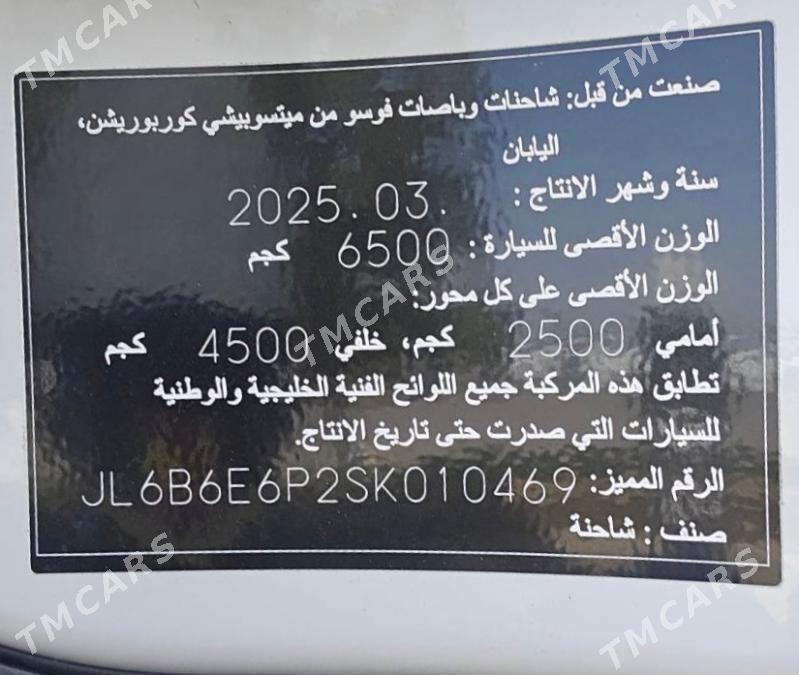 صنعت من قبل: شاحنات وباصات فوسو من ميتسوبيشي كوربوريشن،
اليابان
سنة وشهر الانتاج : 2025.03.
الوزن الأقصى للسيارة : 6500 كجم
الوزن الأقصى على كل محور:
أمامي 2500 كجم، خلفي 4500 كجم
تطابق هذه المركبة جميع اللوائح الفنية الخليجية والوطنية
للسيارات التي صدرت حتى تاريخ الانتاج.
الرقم المميز: JL6B6E6P2SK010469
صنف : شاحنة
TMCARS
TMCARS
TMCARS
TMCARS
TMCARS